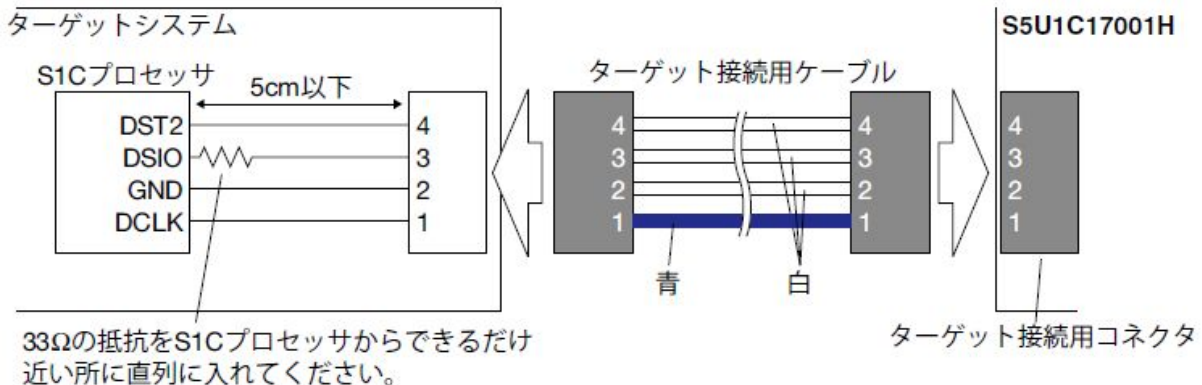 ターゲットシステム
S1Cプロセッサ
5cm以下
DST2
DSIO
GND
DCLK
4
3
2
1
ターゲット接続用ケーブル
4
3
2
1
4
3
2
1
青
白
S5U1C17001H
4
3
2
1
ターゲット接続用コネクタ
33Ωの抵抗をS1Cプロセッサからできるだけ
近い所に直列に入れてください。